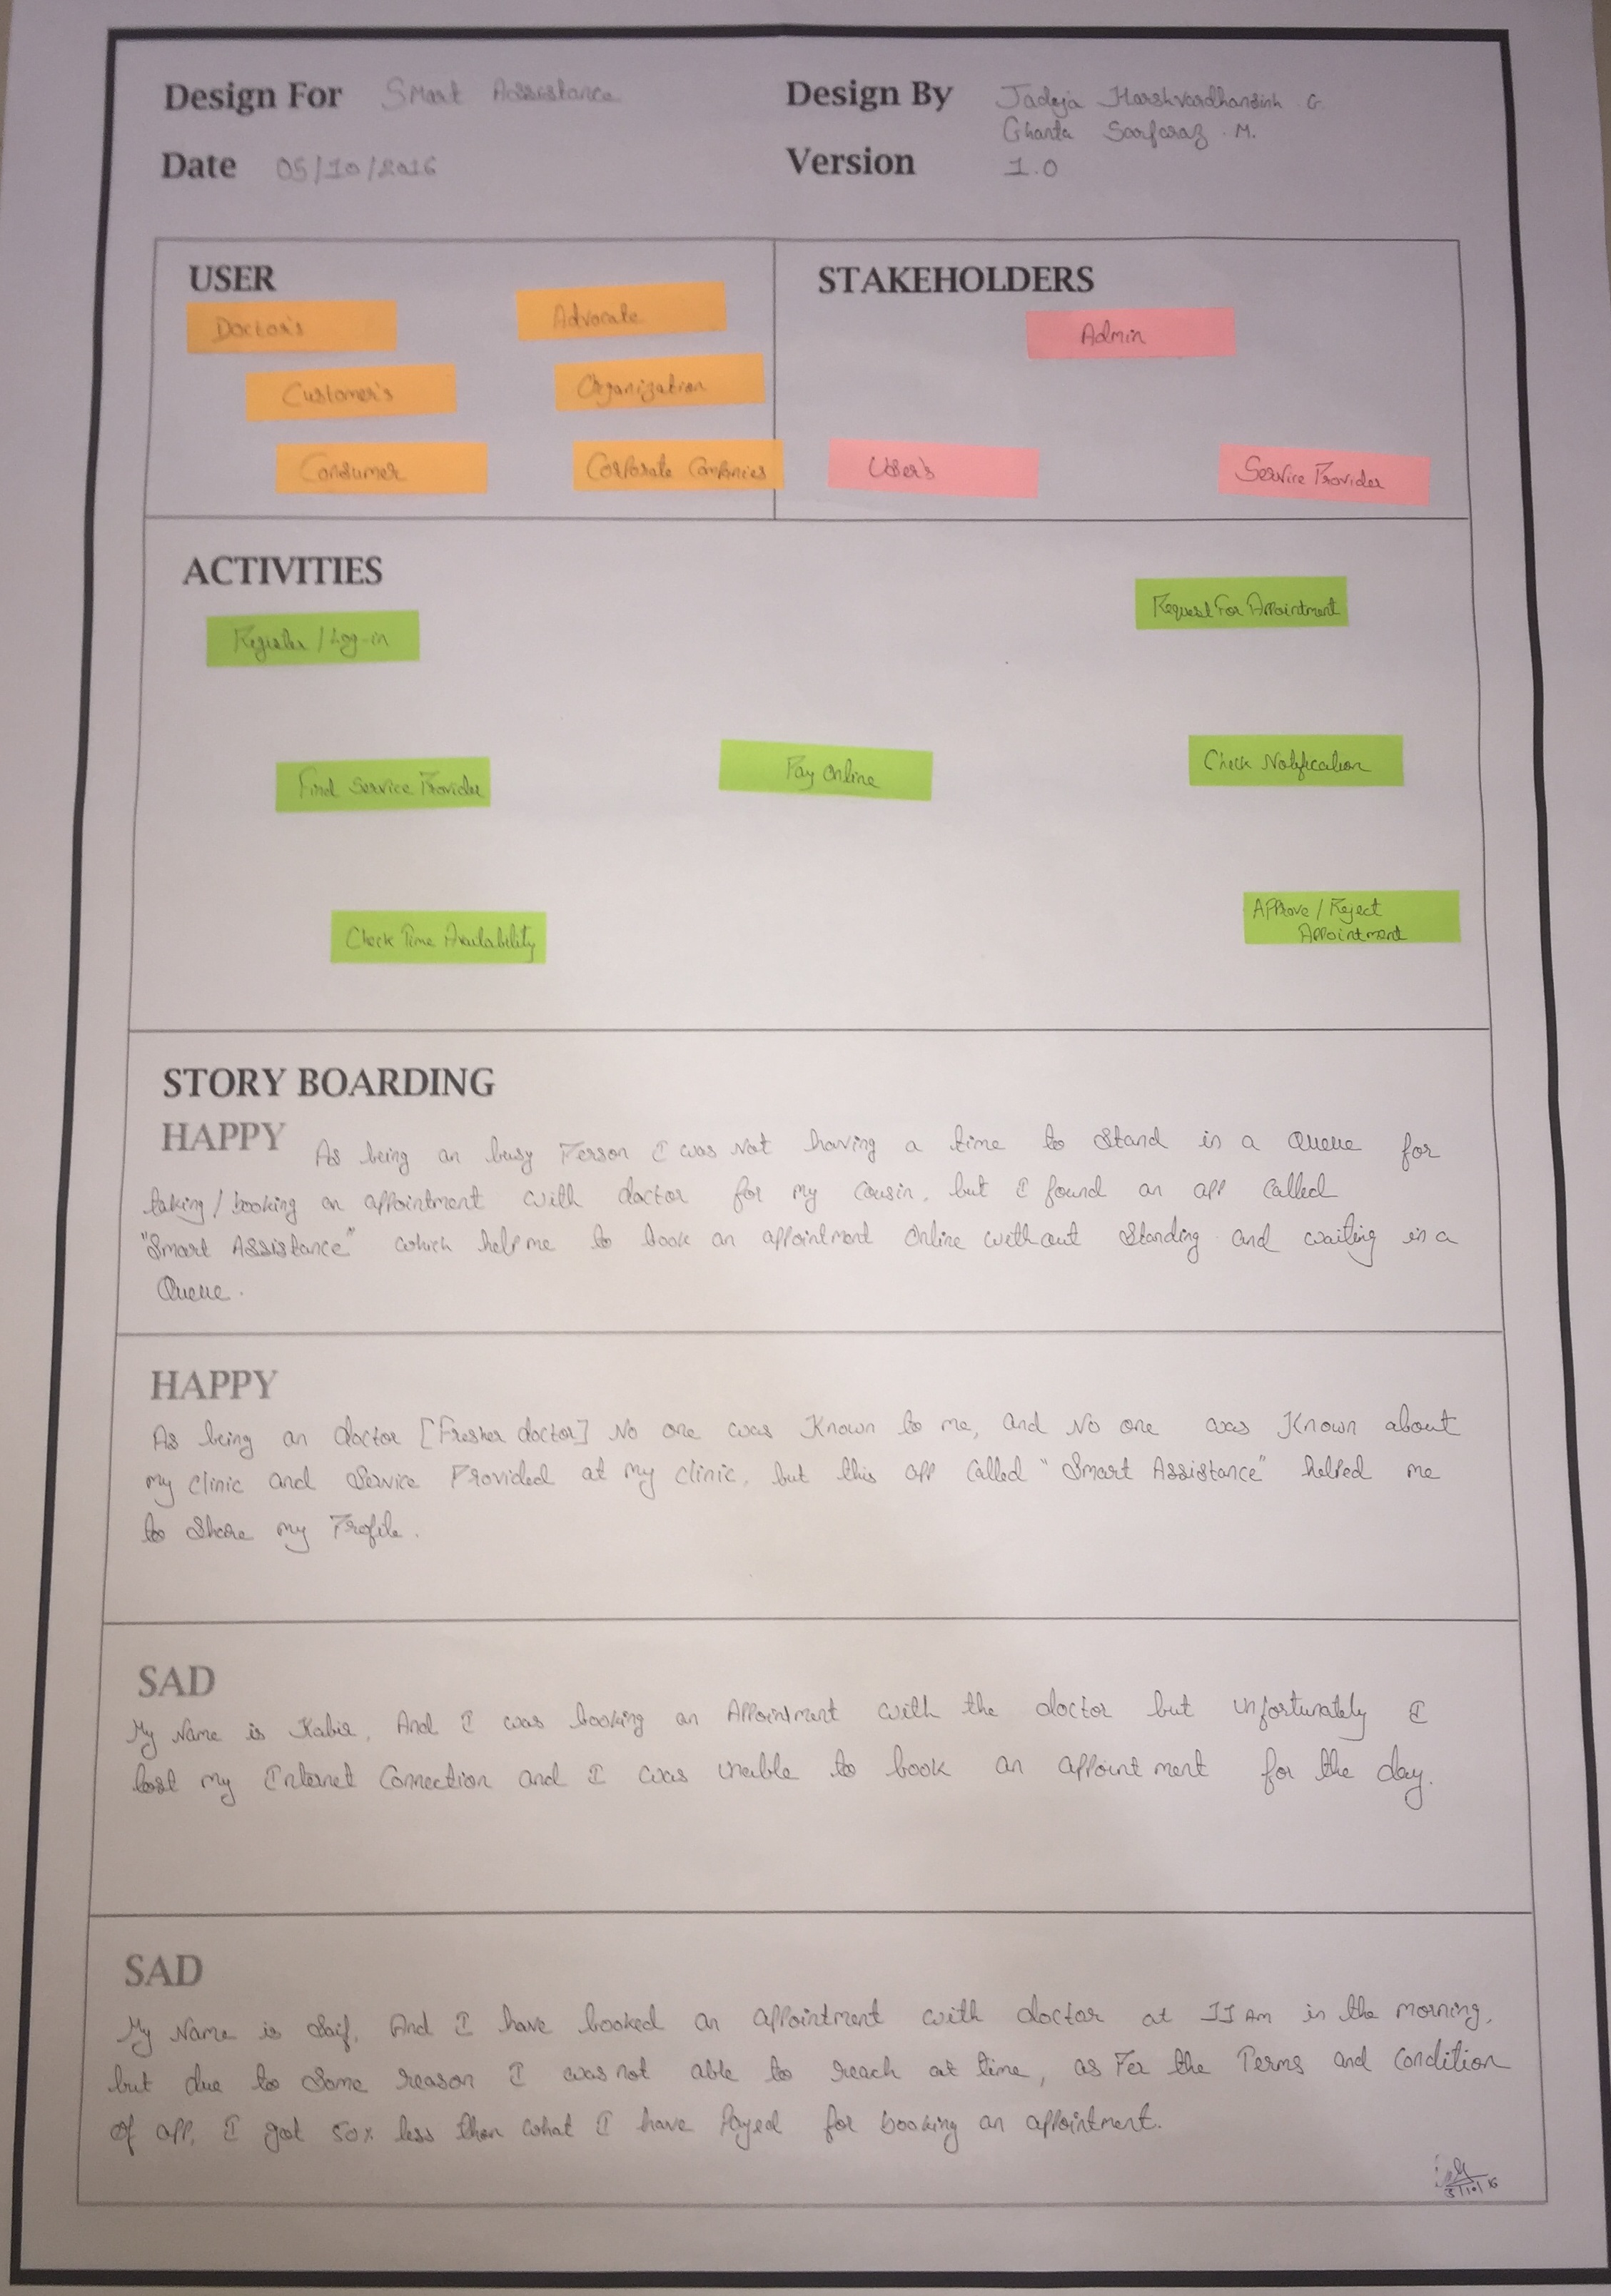 Design For Smart Assistance
Design By Jadeja Harshvardhansinh G.
Ghanta Sarfaraz . M.
Date 05/10/2016
Version 1.0
USER
Doctor's
Advocate
Customer's
Organization
Consumer
Corporate Companies
STAKEHOLDERS
Admin
User's
Service Provider
ACTIVITIES
Register / Log-in
Request For Appointment
Find Service Provider
Pay Online
Check Notification
Check Time Availability
Approve / Reject
Appointment
STORY BOARDING
HAPPY As being an busy Person I was Not having a time to Stand in a Queue for
taking / booking an appointment with doctor for my cousin, but I found an app called
"Smart Assistance" which help me to book an appointment Online without Standing and waiting in a
Queue.
HAPPY
As being an doctor [Fresher doctor] No one was Known to me, and No one was Known about
my clinic and Service Provided at my clinic, but this app called "Smart Assistance" helped me
to Share my Profile.
SAD
My Name is Kabir, And I was booking an Appointment with the doctor but unfortunately I
lost my Internet Connection and I was unable to book an appointment for the day.
SAD
My Name is Saif, And I have booked an appointment with doctor at 11 AM in the morning,
but due to Some reason I was not able to reach at time, as Per the Terms and Condition
of app, I got 50% less then what I have Payed for booking an appointment.
5/10/16